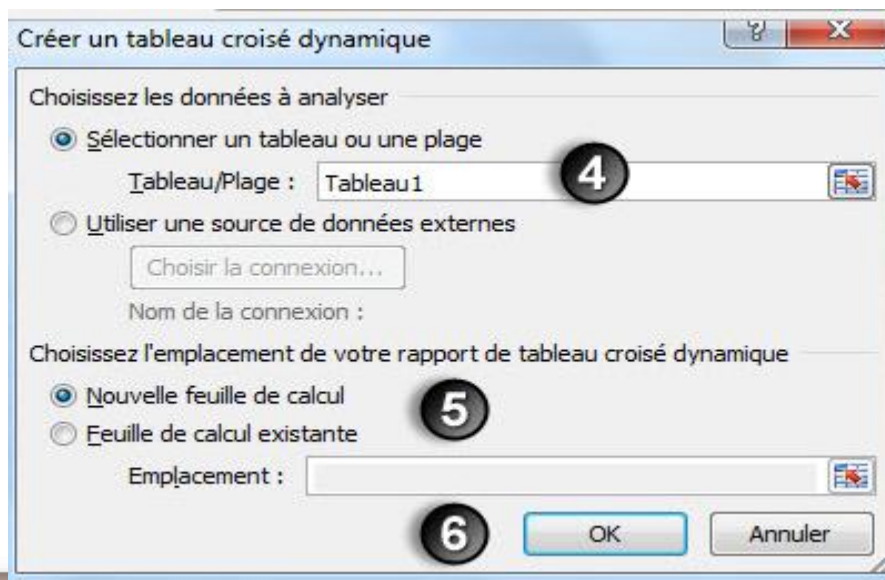 Créer un tableau croisé dynamique
Choisissez les données à analyser
Sélectionner un tableau ou une plage
Tableau/Plage : Tableau1 4
Utiliser une source de données externes
Choisir la connexion...
Nom de la connexion :
Choisissez l'emplacement de votre rapport de tableau croisé dynamique
Nouvelle feuille de calcul
5
Feuille de calcul existante
Emplacement :
6 OK Annuler